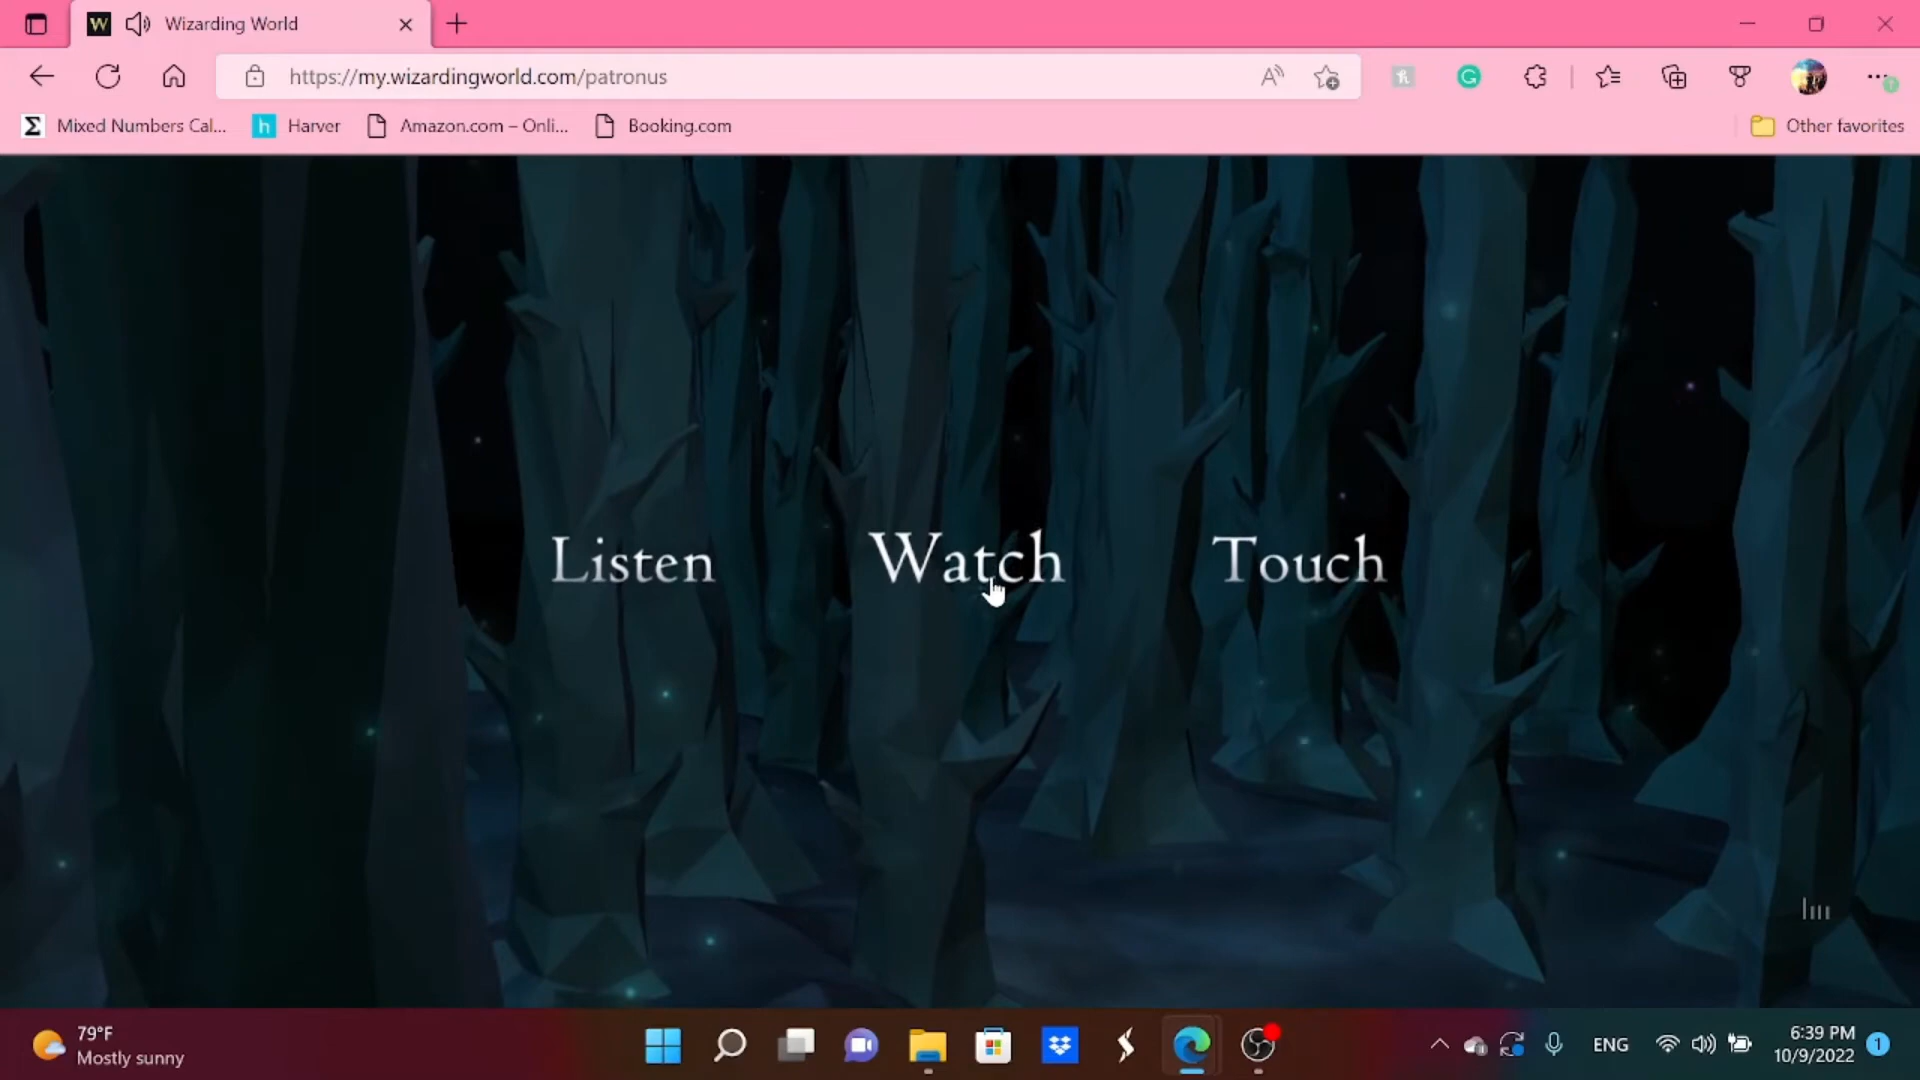 W Wizarding World
https://my.wizardingworld.com/patronus
Σ Mixed Numbers Cal... h Harver Amazon.com – Onli... Booking.com Other favorites
Listen Watch Touch
79°F
Mostly sunny
ENG
6:39 PM
10/9/2022
1